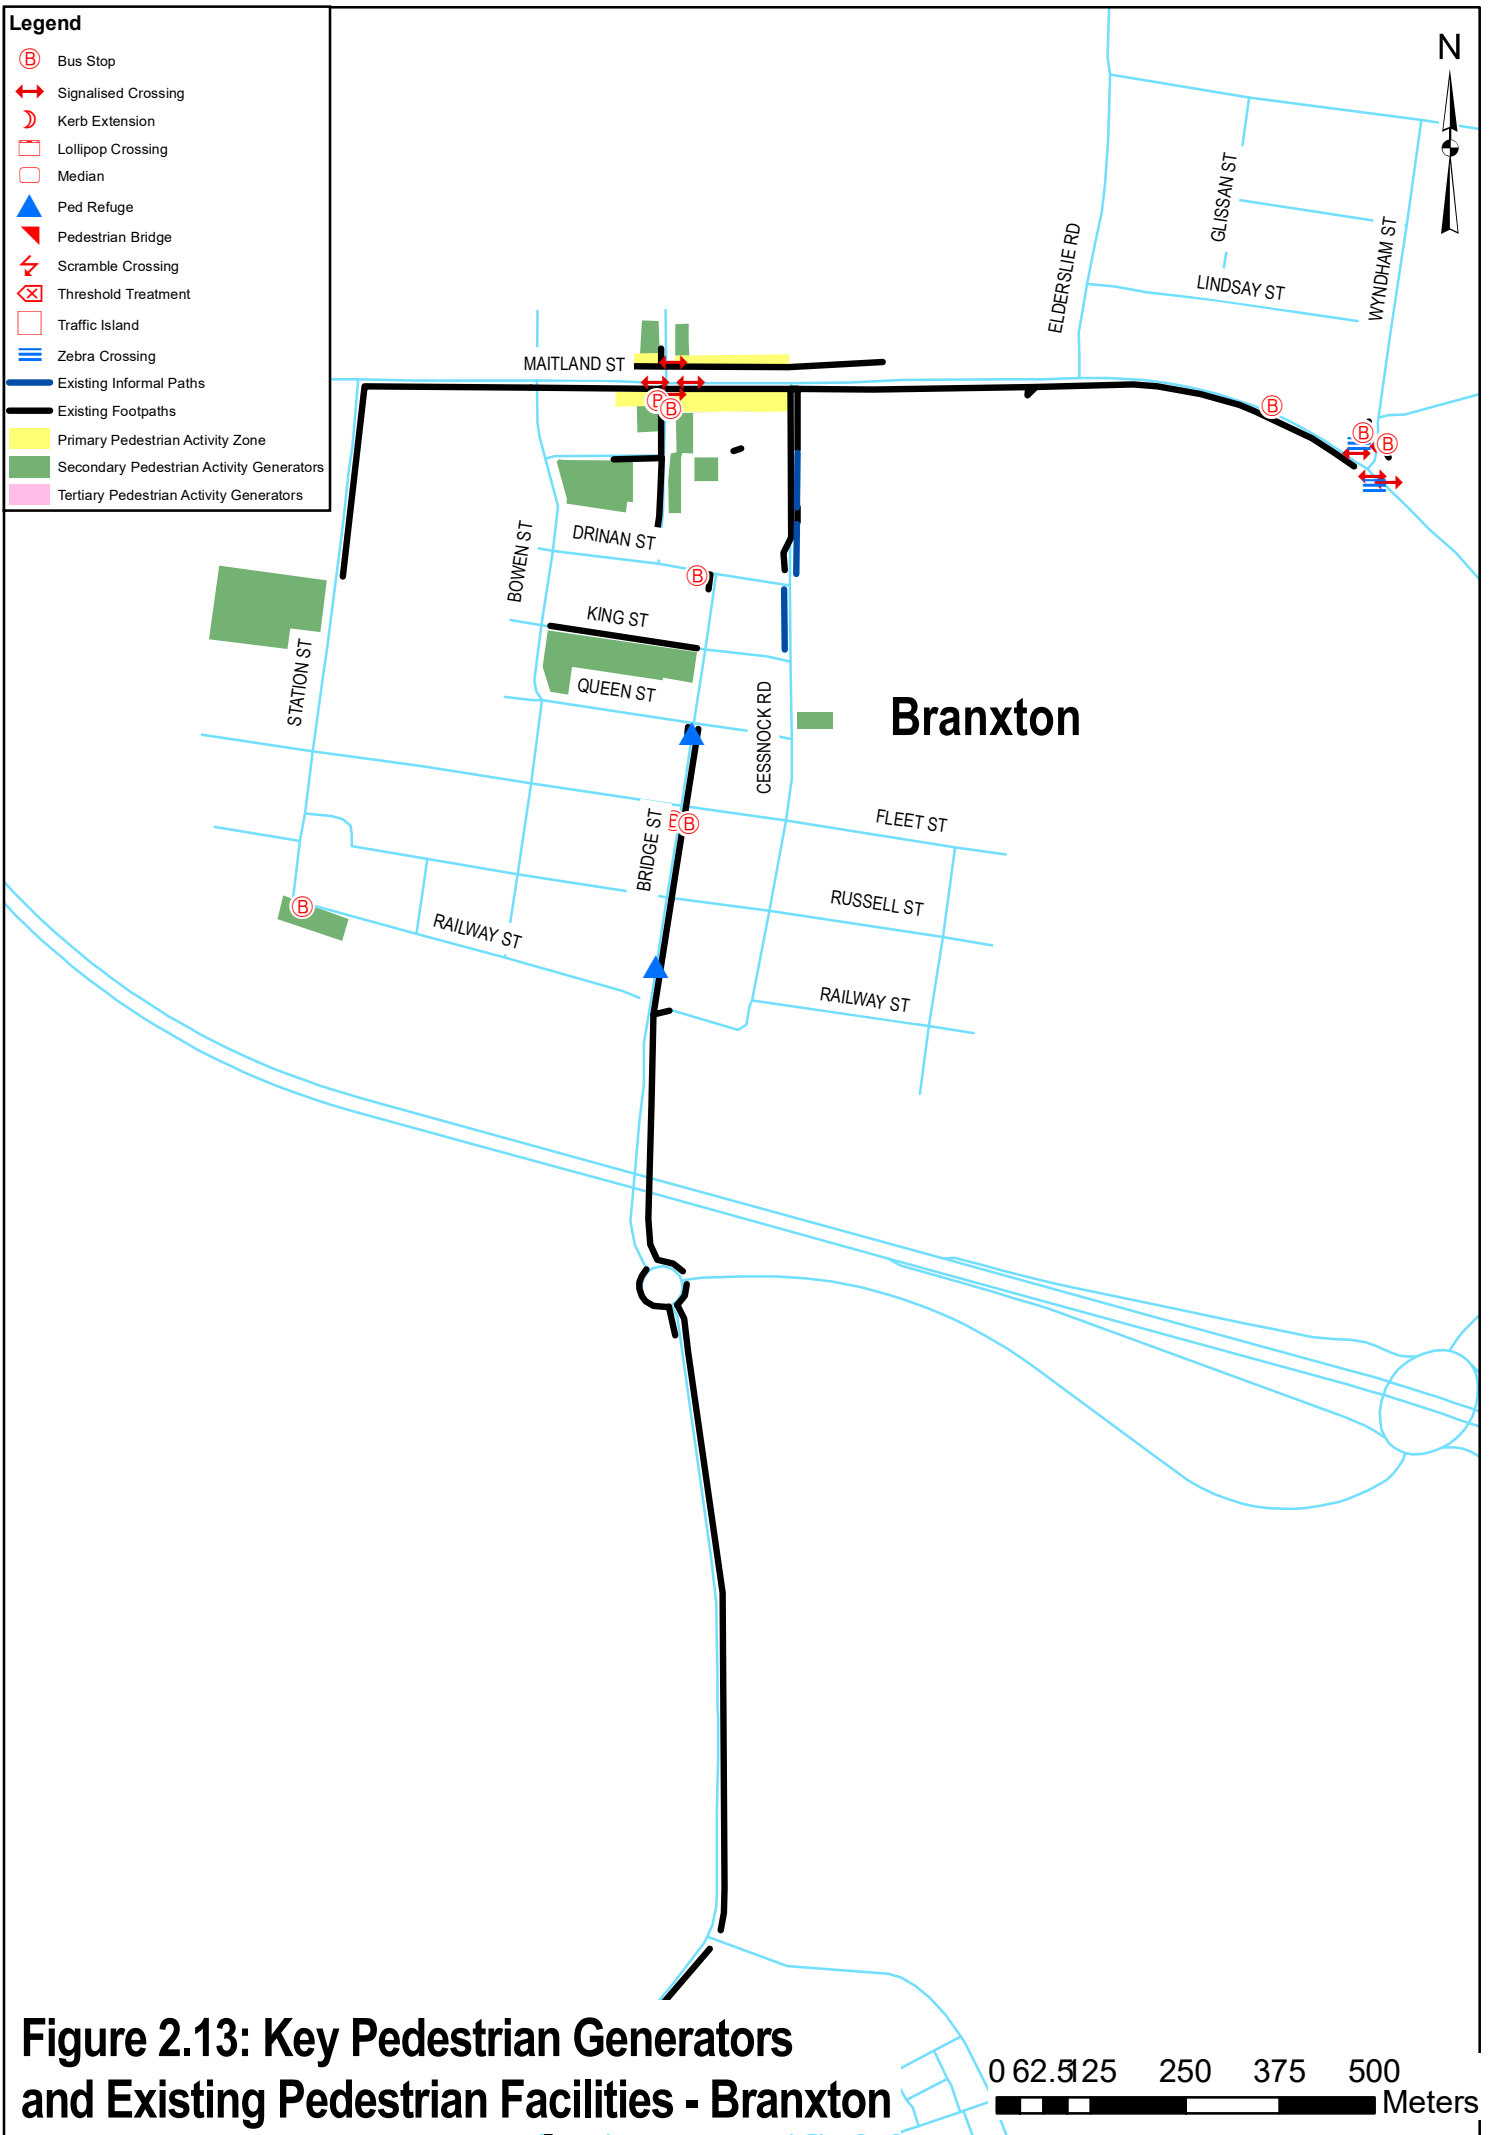 Legend
B Bus Stop
Signalised Crossing
Kerb Extension
Lollipop Crossing
Median
Ped Refuge
Pedestrian Bridge
Scramble Crossing
Threshold Treatment
Traffic Island
Zebra Crossing
Existing Informal Paths
Existing Footpaths
Primary Pedestrian Activity Zone
Secondary Pedestrian Activity Generators
Tertiary Pedestrian Activity Generators
N
GLISSAN ST
ELDERSLIE RD
WYNDHAM ST
LINDSAY ST
MAITLAND ST
B
B
B
B
B
DRINAN ST
BOWEN ST
B
KING ST
STATION ST
QUEEN ST
CESSNOCK RD
Branxton
BRIDGE ST
B
B
FLEET ST
RUSSELL ST
B
RAILWAY ST
RAILWAY ST
Figure 2.13: Key Pedestrian Generators
and Existing Pedestrian Facilities - Branxton
0 62.5 125 250 375 500
Meters